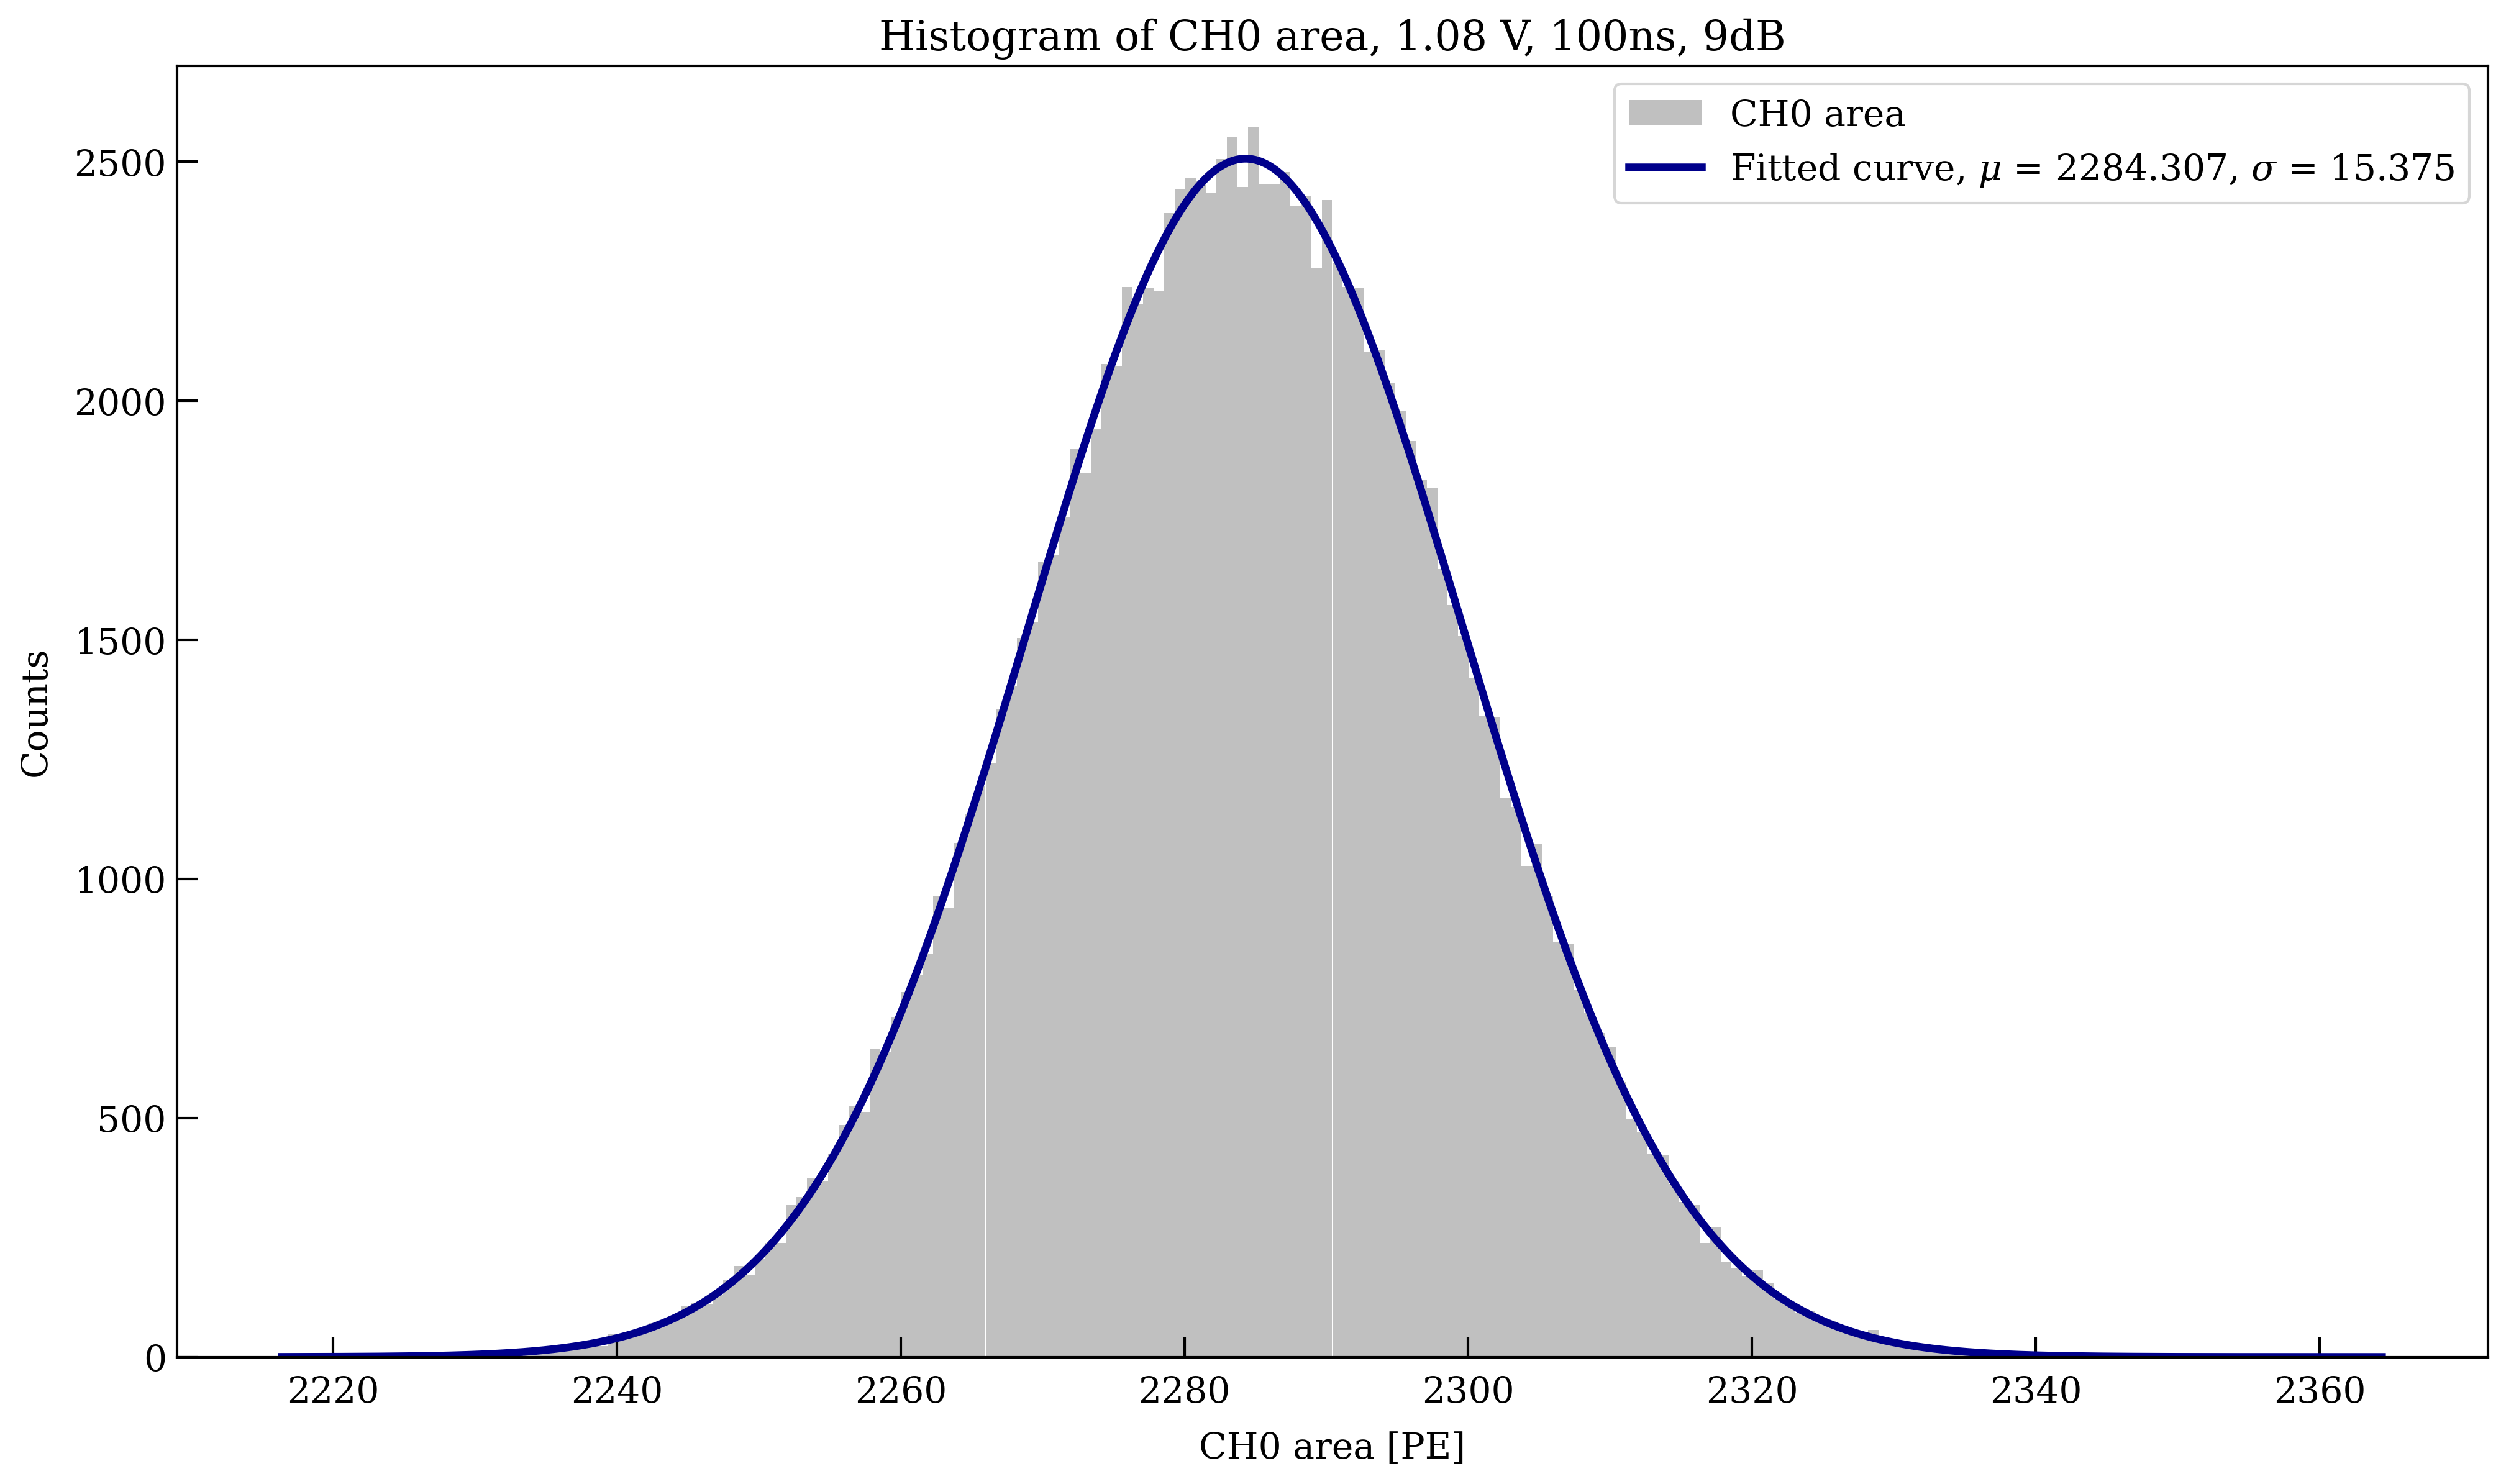 Histogram of CH0 area, 1.08 V, 100ns, 9dB
CH0 area
Fitted curve, μ = 2284.307, σ = 15.375
2500
2000
1500
1000
500
0
Counts
2220 2240 2260 2280 2300 2320 2340 2360
CH0 area [PE]